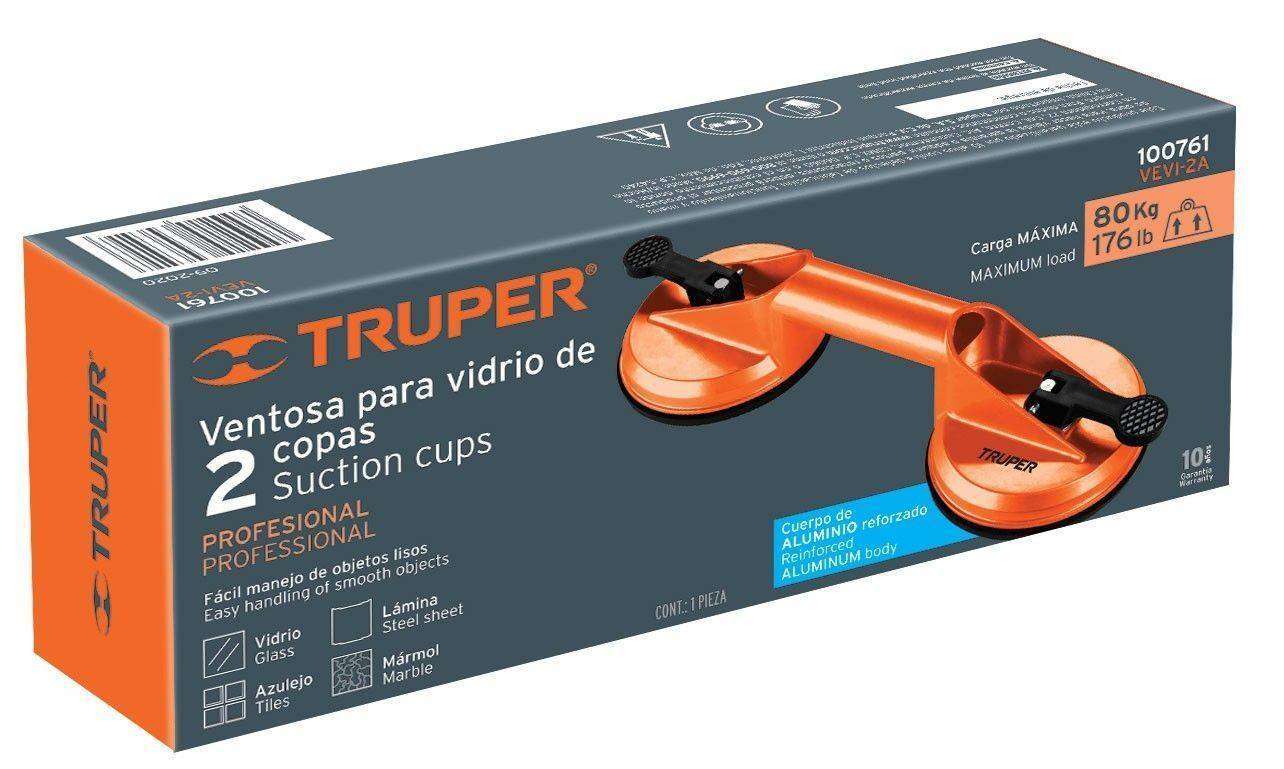 100761
VEVI-2A
Carga MÁXIMA
MAXIMUM load
80 Kg
176 lb
09-2020
100761
VEVI-2A
TRUPER®
TRUPER®
Ventosa para vidrio de
2 copas
Suction cups
PROFESIONAL
PROFESSIONAL
Fácil manejo de objetos lisos
Easy handling of smooth objects
Vidrio
Glass
Lámina
Steel sheet
Azulejo
Tiles
Mármol
Marble
TRUPER
Cuerpo de
ALUMINIO reforzado
Reinforced
ALUMINUM body
CONT.: 1 PIEZA
10 años
Garantía
Warranty